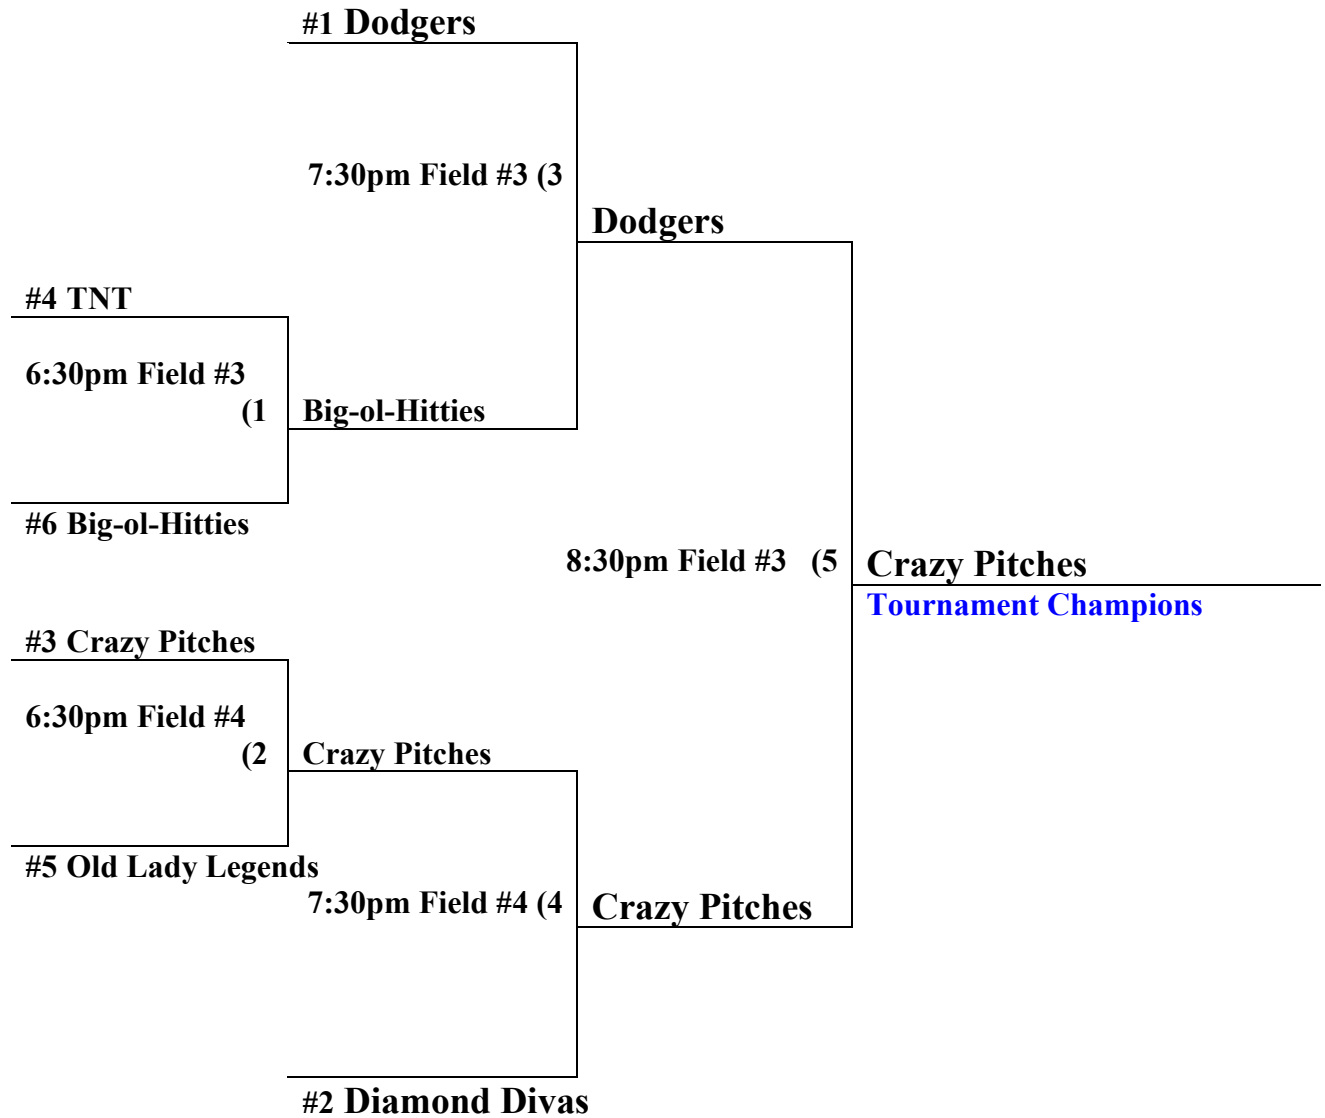 #1 Dodgers
7:30pm Field #3 (3
Dodgers
#4 TNT
6:30pm Field #3
(1
Big-ol-Hitties
#6 Big-ol-Hitties
8:30pm Field #3 (5
Crazy Pitches
Tournament Champions
#3 Crazy Pitches
6:30pm Field #4
(2
Crazy Pitches
#5 Old Lady Legends
7:30pm Field #4 (4
Crazy Pitches
#2 Diamond Divas